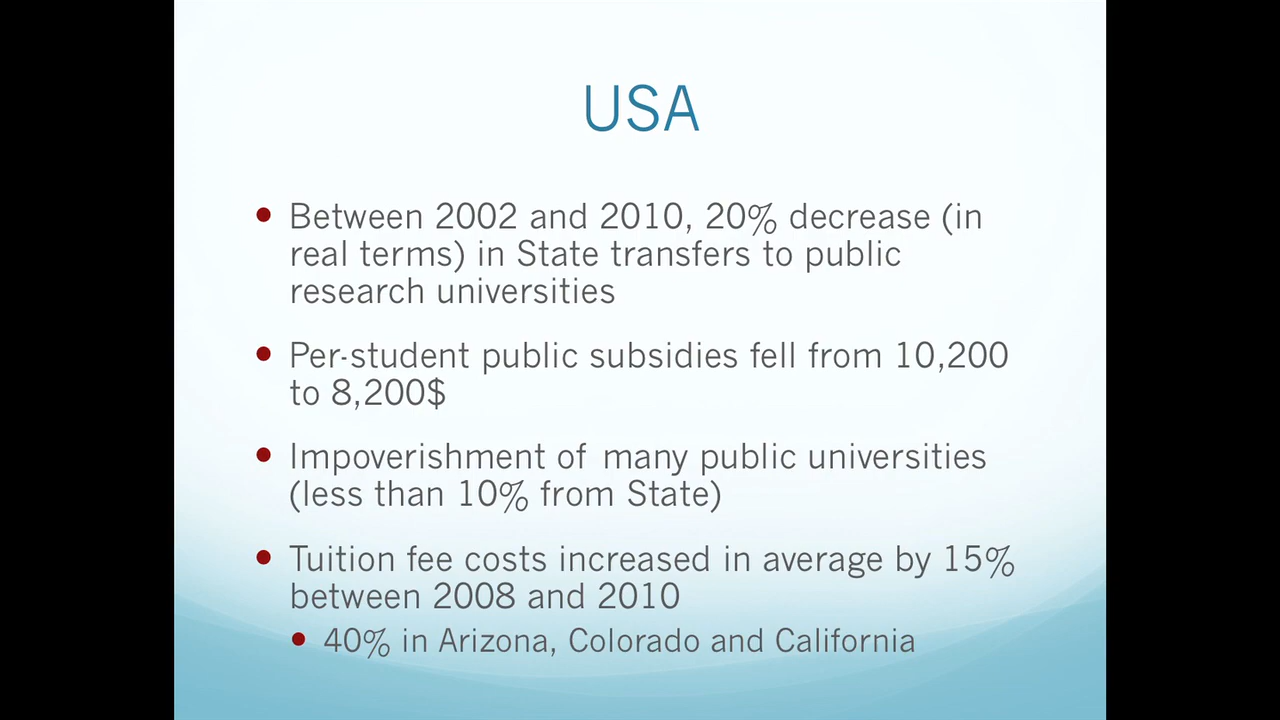 USA
• Between 2002 and 2010, 20% decrease (in
real terms) in State transfers to public
research universities
• Per-student public subsidies fell from 10,200
to 8,200$
• Impoverishment of many public universities
(less than 10% from State)
• Tuition fee costs increased in average by 15%
between 2008 and 2010
• 40% in Arizona, Colorado and California